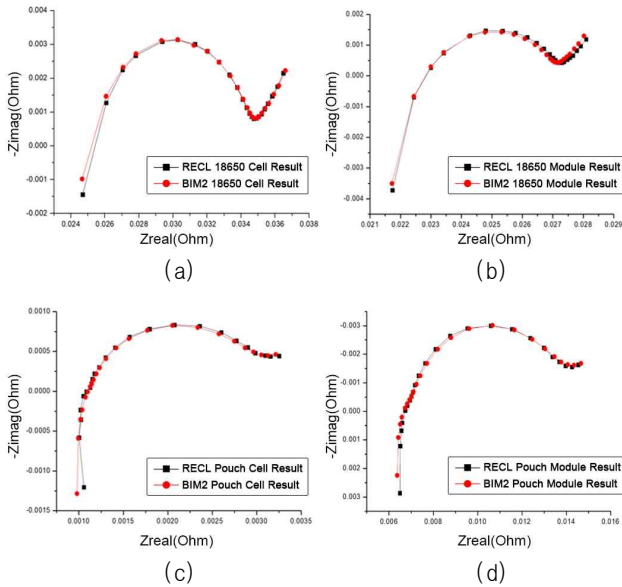 -Zimag(Ohm)
0.004
0.003
0.002
0.001
0.000
-0.001
-0.002
RECL 18650 Cell Result
BIM2 18650 Cell Result
0.024 0.026 0.028 0.030 0.032 0.034 0.036 0.038
Zreal(Ohm)
(a)
-Zimag(Ohm)
0.002
0.001
0.000
-0.001
-0.002
-0.003
-0.004
RECL 18650 Module Result
BIM2 18650 Module Result
0.021 0.022 0.023 0.024 0.025 0.026 0.027 0.028 0.029
Zreal(Ohm)
(b)
-Zimag(Ohm)
0.0010
0.0005
0.0000
-0.0005
-0.0010
-0.0015
RECL Pouch Cell Result
BIM2 Pouch Cell Result
0.0010 0.0015 0.0020 0.0025 0.0030 0.0035
Zreal(Ohm)
(c)
-Zimag(Ohm)
-0.003
-0.002
-0.001
0.000
0.001
0.002
0.003
RECL Pouch Module Result
BIM2 Pouch Module Result
0.006 0.008 0.010 0.012 0.014 0.016
Zreal(Ohm)
(d)